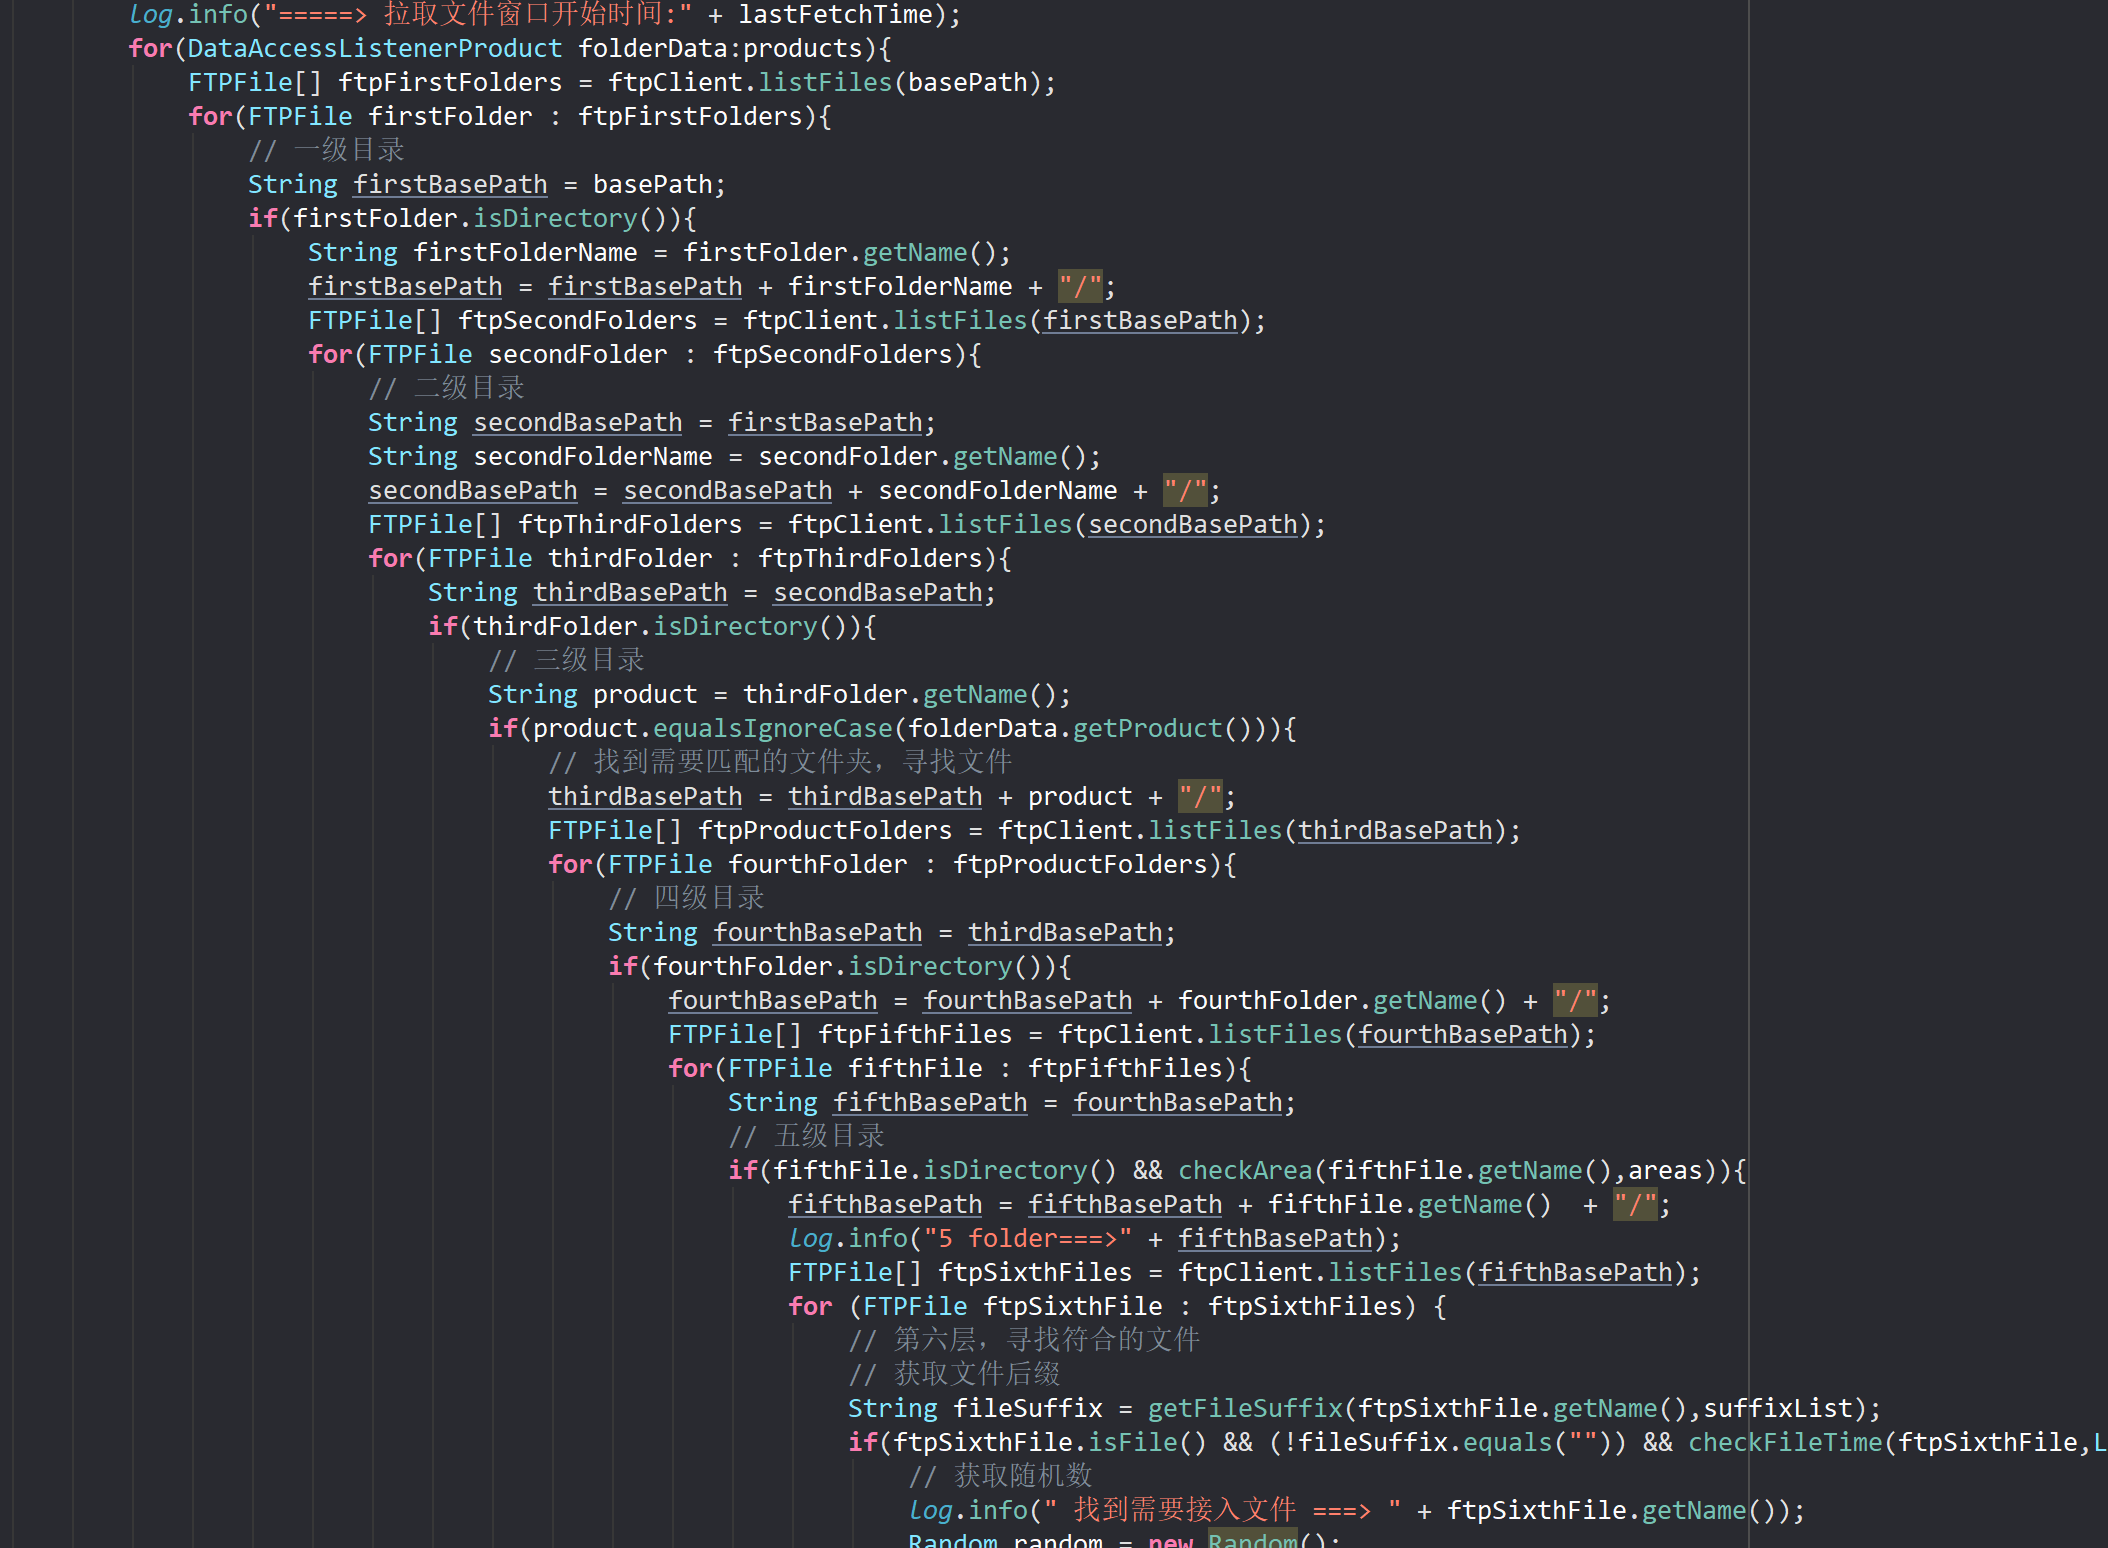 log.info("=====> 拉取文件窗口开始时间:" + lastFetchTime);
for(DataAccessListenerProduct folderData:products){
FTPFile[] ftpFirstFolders = ftpClient.listFiles(basePath);
for(FTPFile firstFolder : ftpFirstFolders){
// 一级目录
String firstBasePath = basePath;
if(firstFolder.isDirectory()){
String firstFolderName = firstFolder.getName();
firstBasePath = firstBasePath + firstFolderName + "/";
FTPFile[] ftpSecondFolders = ftpClient.listFiles(firstBasePath);
for(FTPFile secondFolder : ftpSecondFolders){
// 二级目录
String secondBasePath = firstBasePath;
String secondFolderName = secondFolder.getName();
secondBasePath = secondBasePath + secondFolderName + "/";
FTPFile[] ftpThirdFolders = ftpClient.listFiles(secondBasePath);
for(FTPFile thirdFolder : ftpThirdFolders){
String thirdBasePath = secondBasePath;
if(thirdFolder.isDirectory()){
// 三级目录
String product = thirdFolder.getName();
if(product.equalsIgnoreCase(folderData.getProduct())){
// 找到需要匹配的文件夹，寻找文件
thirdBasePath = thirdBasePath + product + "/";
FTPFile[] ftpProductFolders = ftpClient.listFiles(thirdBasePath);
for(FTPFile fourthFolder : ftpProductFolders){
// 四级目录
String fourthBasePath = thirdBasePath;
if(fourthFolder.isDirectory()){
fourthBasePath = fourthBasePath + fourthFolder.getName() + "/";
FTPFile[] ftpFifthFiles = ftpClient.listFiles(fourthBasePath);
for(FTPFile fifthFile : ftpFifthFiles){
String fifthBasePath = fourthBasePath;
// 五级目录
if(fifthFile.isDirectory() && checkArea(fifthFile.getName(),areas)){
fifthBasePath = fifthBasePath + fifthFile.getName()  + "/";
log.info("5 folder===>" + fifthBasePath);
FTPFile[] ftpSixthFiles = ftpClient.listFiles(fifthBasePath);
for (FTPFile ftpSixthFile : ftpSixthFiles) {
// 第六层，寻找符合的文件
// 获取文件后缀
String fileSuffix = getFileSuffix(ftpSixthFile.getName(),suffixList);
if(ftpSixthFile.isFile() && (!fileSuffix.equals("")) && checkFileTime(ftpSixthFile,L
// 获取随机数
log.info(" 找到需要接入文件 ===> " + ftpSixthFile.getName());
Random random = new Random();